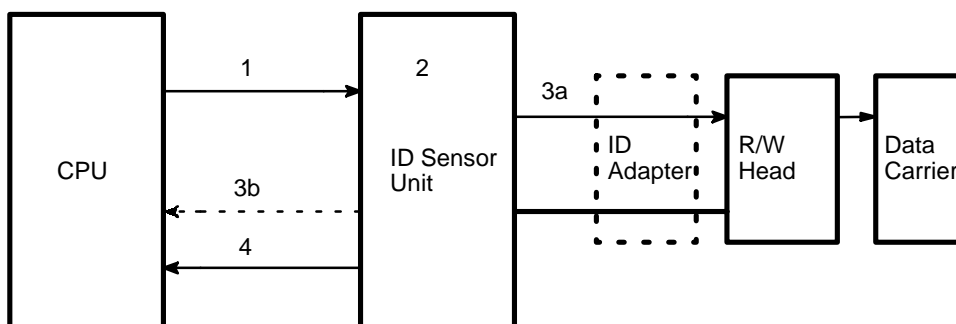 1
2
3a
CPU
ID Sensor
Unit
ID
Adapter
R/W
Head
Data
Carrier
3b
4